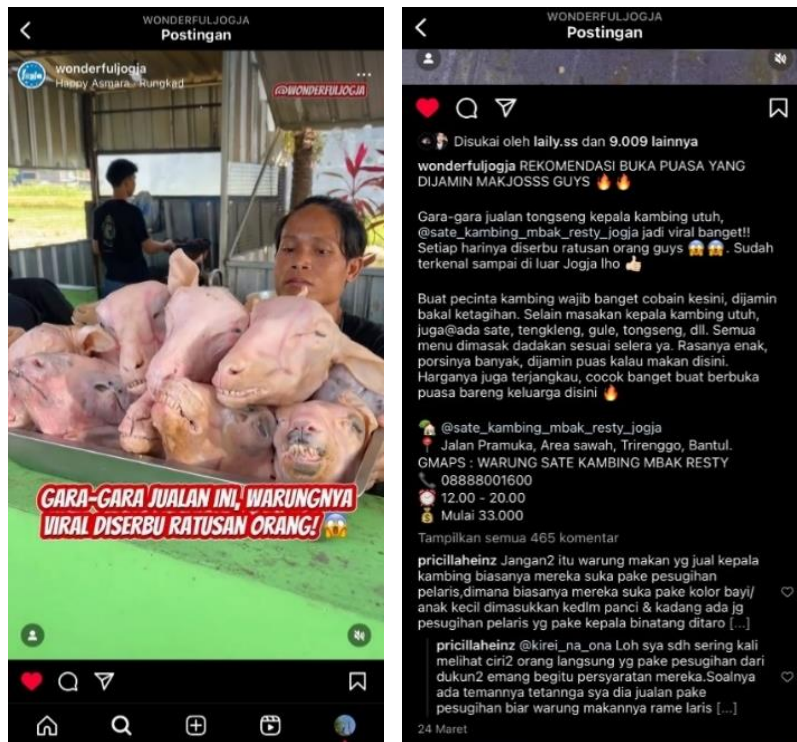 WONDERFULJOGJA
Postingan
wonderfuljogja
Happy Asmara · Rungkad
@WONDERFULJOGJA
GARA-GARA JUALAN INI, WARUNGNYA
VIRAL DISERBU RATUSAN ORANG! 😱
WONDERFULJOGJA
Postingan
Disukai oleh laily.ss dan 9.009 lainnya
wonderfuljogja REKOMENDASI BUKA PUASA YANG
DIJAMIN MAKJOSSS GUYS 🔥🔥
Gara-gara jualan tongseng kepala kambing utuh,
@sate_kambing_mbak_resty_jogja jadi viral banget!!
Setiap harinya diserbu ratusan orang guys 😱😱. Sudah
terkenal sampai di luar Jogja lho 👍🏻
Buat pecinta kambing wajib banget cobain kesini, dijamin
bakal ketagihan. Selain masakan kepala kambing utuh,
juga@ada sate, tengkleng, gule, tongseng, dll. Semua
menu dimasak dadakan sesuai selera ya. Rasanya enak,
porsinya banyak, dijamin puas kalau makan disini.
Harganya juga terjangkau, cocok banget buat berbuka
puasa bareng keluarga disini 🔥
🏡 @sate_kambing_mbak_resty_jogja
📍 Jalan Pramuka, Area sawah, Trirenggo, Bantul.
GMAPS : WARUNG SATE KAMBING MBAK RESTY
📞 08888001600
⏰ 12.00 - 20.00
💰 Mulai 33.000
Tampilkan semua 465 komentar
pricillaheinz Jangan2 itu warung makan yg jual kepala
kambing biasanya mereka suka pake pesugihan
pelaris,dimana biasanya mereka suka pake kolor bayi/
anak kecil dimasukkan kedlm panci & kadang ada jg
pesugihan pelaris yg pake kepala binatang ditaro [...]
pricillaheinz @kirei_na_ona Loh sya sdh sering kali
melihat ciri2 orang langsung yg pake pesugihan dari
dukun2 emang begitu persyaratan mereka.Soalnya
ada temannya tetannga sya dia jualan pake
pesugihan biar warung makannya rame laris [...]
24 Maret